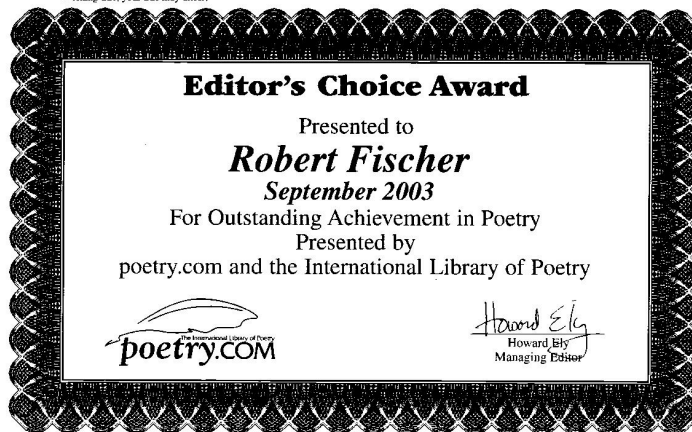 Editor's Choice Award
Presented to
Robert Fischer
September 2003
For Outstanding Achievement in Poetry
Presented by
poetry.com and the International Library of Poetry
The International Library of Poetry
poetry.COM
Howard Ely
Howard Ely
Managing Editor